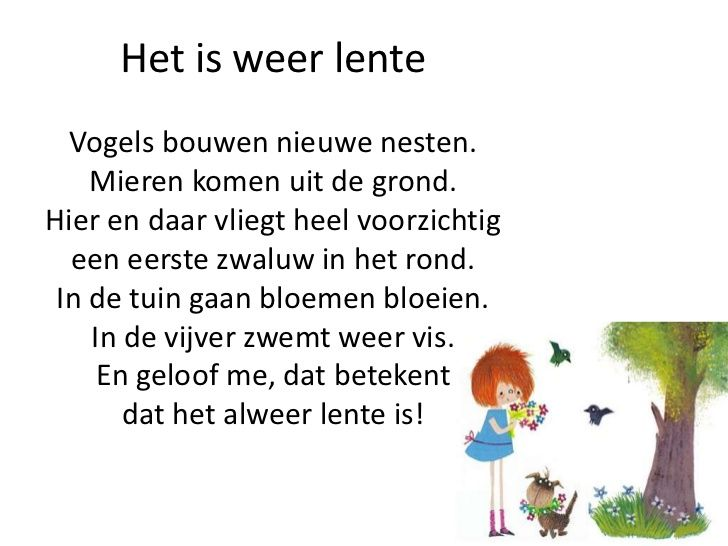 Het is weer lente
Vogels bouwen nieuwe nesten.
Mieren komen uit de grond.
Hier en daar vliegt heel voorzichtig
een eerste zwaluw in het rond.
In de tuin gaan bloemen bloeien.
In de vijver zwemt weer vis.
En geloof me, dat betekent
dat het alweer lente is!